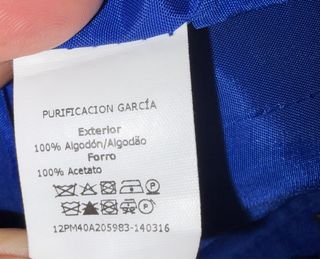 PURIFICACION GARCÍA
Exterior
100% Algodón/Algodão
Forro
100% Acetato
12PM40A205983-140316